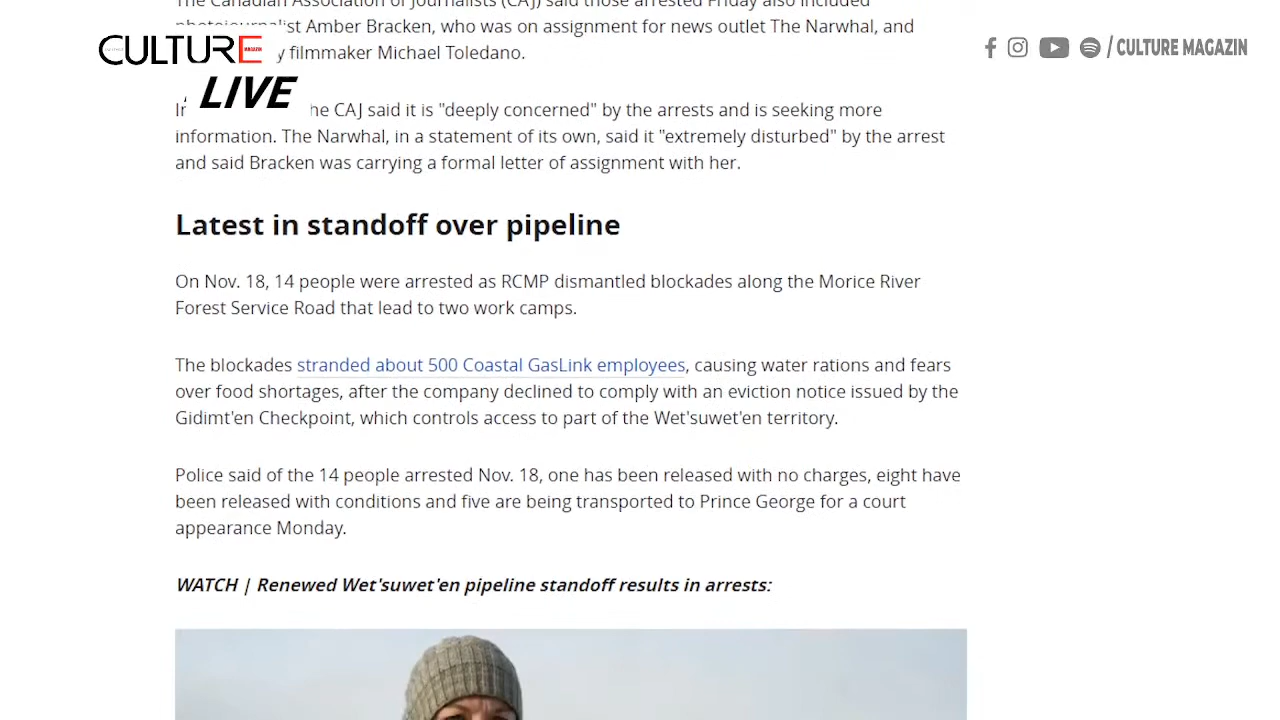 The Canadian Association of Journalists (CAJ) said those arrested Friday also included
photojournalist Amber Bracken, who was on assignment for news outlet The Narwhal, and
filmmaker Michael Toledano.
CULTURE
MAGAZIN
LIVE
/ CULTURE MAGAZIN
he CAJ said it is "deeply concerned" by the arrests and is seeking more
information. The Narwhal, in a statement of its own, said it "extremely disturbed" by the arrest
and said Bracken was carrying a formal letter of assignment with her.
Latest in standoff over pipeline
On Nov. 18, 14 people were arrested as RCMP dismantled blockades along the Morice River
Forest Service Road that lead to two work camps.
The blockades stranded about 500 Coastal GasLink employees, causing water rations and fears
over food shortages, after the company declined to comply with an eviction notice issued by the
Gidimt'en Checkpoint, which controls access to part of the Wet'suwet'en territory.
Police said of the 14 people arrested Nov. 18, one has been released with no charges, eight have
been released with conditions and five are being transported to Prince George for a court
appearance Monday.
WATCH | Renewed Wet'suwet'en pipeline standoff results in arrests: